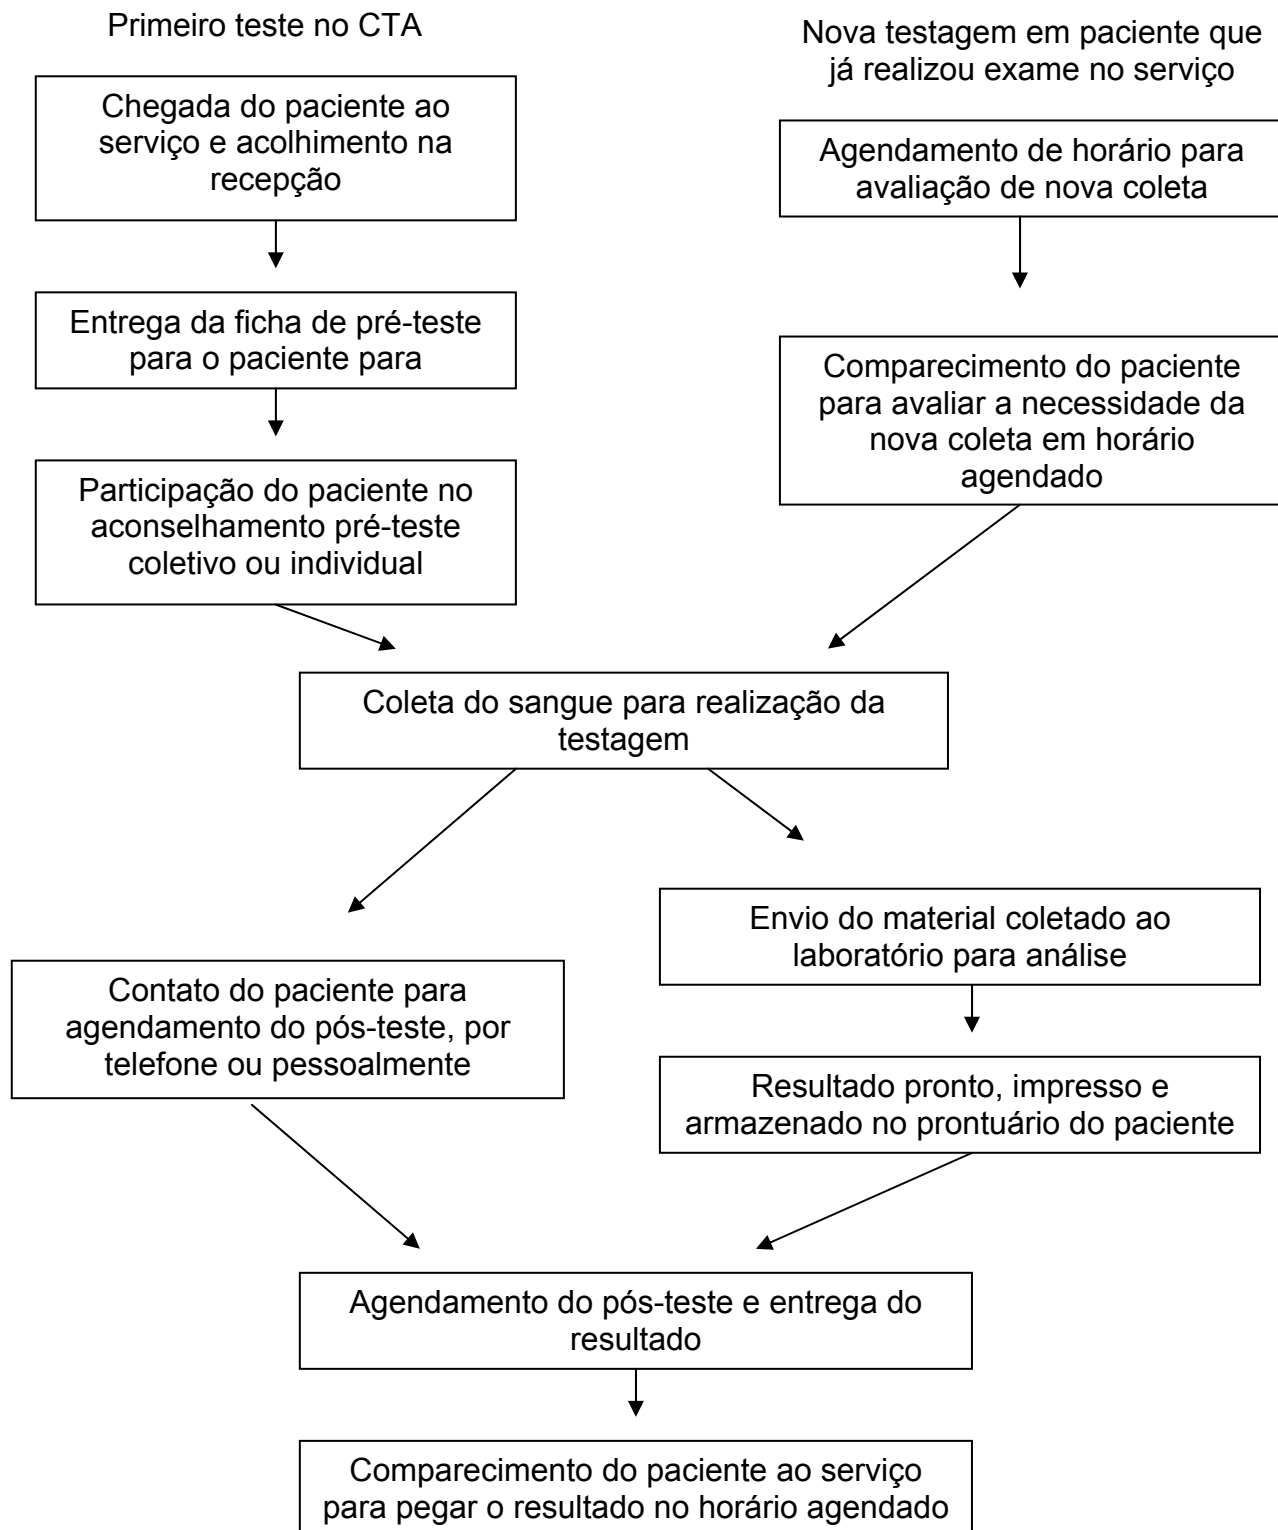 Primeiro teste no CTA
Nova testagem em paciente que
já realizou exame no serviço
Chegada do paciente ao
serviço e acolhimento na
recepção
Agendamento de horário para
avaliação de nova coleta
Entrega da ficha de pré-teste
para o paciente para
Comparecimento do paciente
para avaliar a necessidade da
nova coleta em horário
agendado
Participação do paciente no
aconselhamento pré-teste
coletivo ou individual
Coleta do sangue para realização da
testagem
Envio do material coletado ao
laboratório para análise
Contato do paciente para
agendamento do pós-teste, por
telefone ou pessoalmente
Resultado pronto, impresso e
armazenado no prontuário do paciente
Agendamento do pós-teste e entrega do
resultado
Comparecimento do paciente ao serviço
para pegar o resultado no horário agendado